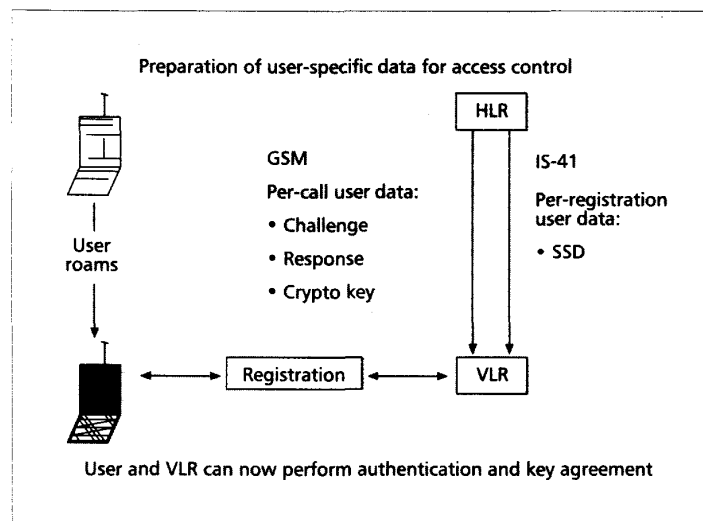 Preparation of user-specific data for access control
HLR
GSM
Per-call user data:
• Challenge
• Response
• Crypto key
IS-41
Per-registration
user data:
• SSD
User
roams
Registration
VLR
User and VLR can now perform authentication and key agreement